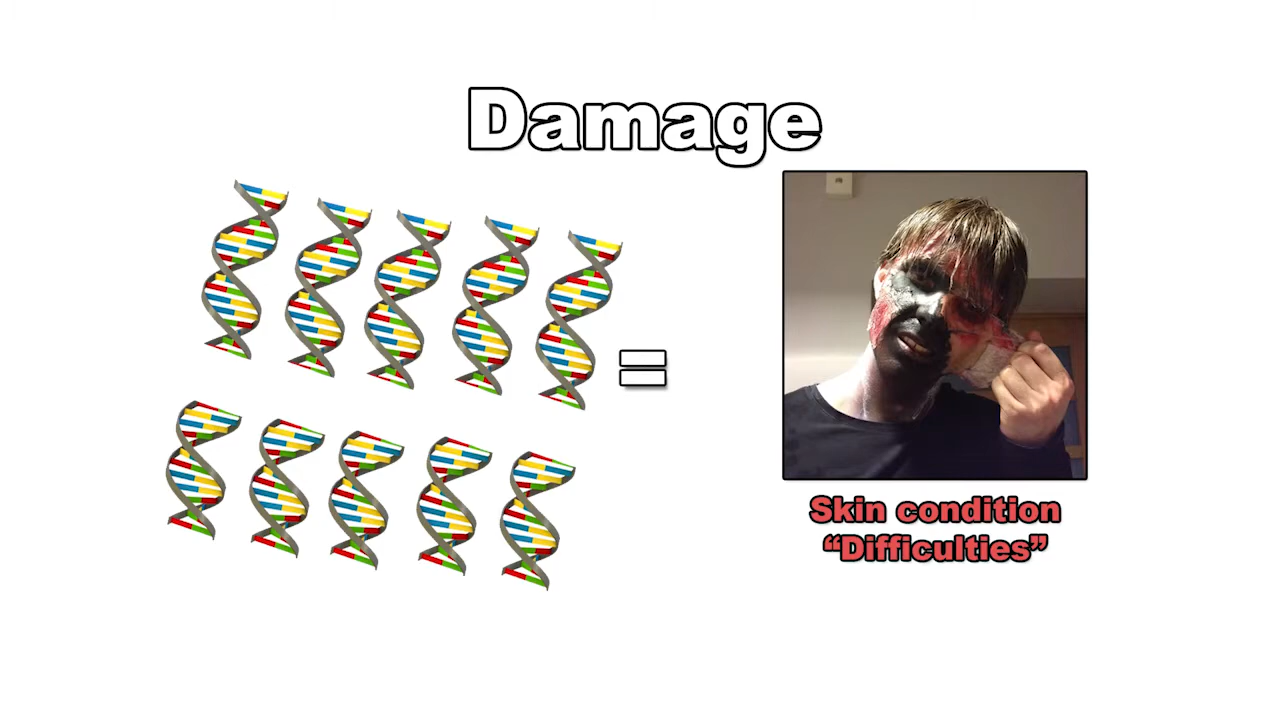 Damage
=
Skin condition
“Difficulties”